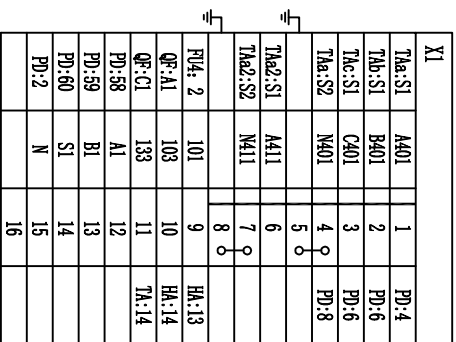 X1
TAa:S1 A401 1 PD:4
TAb:S1 B401 2 PD:6
TAc:S1 C401 3 PD:6
TAa:S2 N401 4 PD:8
5
TAa2:S1 A411 6
TAa2:S2 N411 7
8
FU4: 2 101 9 HA:13
QF:A1 103 10 HA:14
QF:C1 133 11 TA:14
PD:58 A1 12
PD:59 B1 13
PD:60 S1 14
PD:2 N 15
16